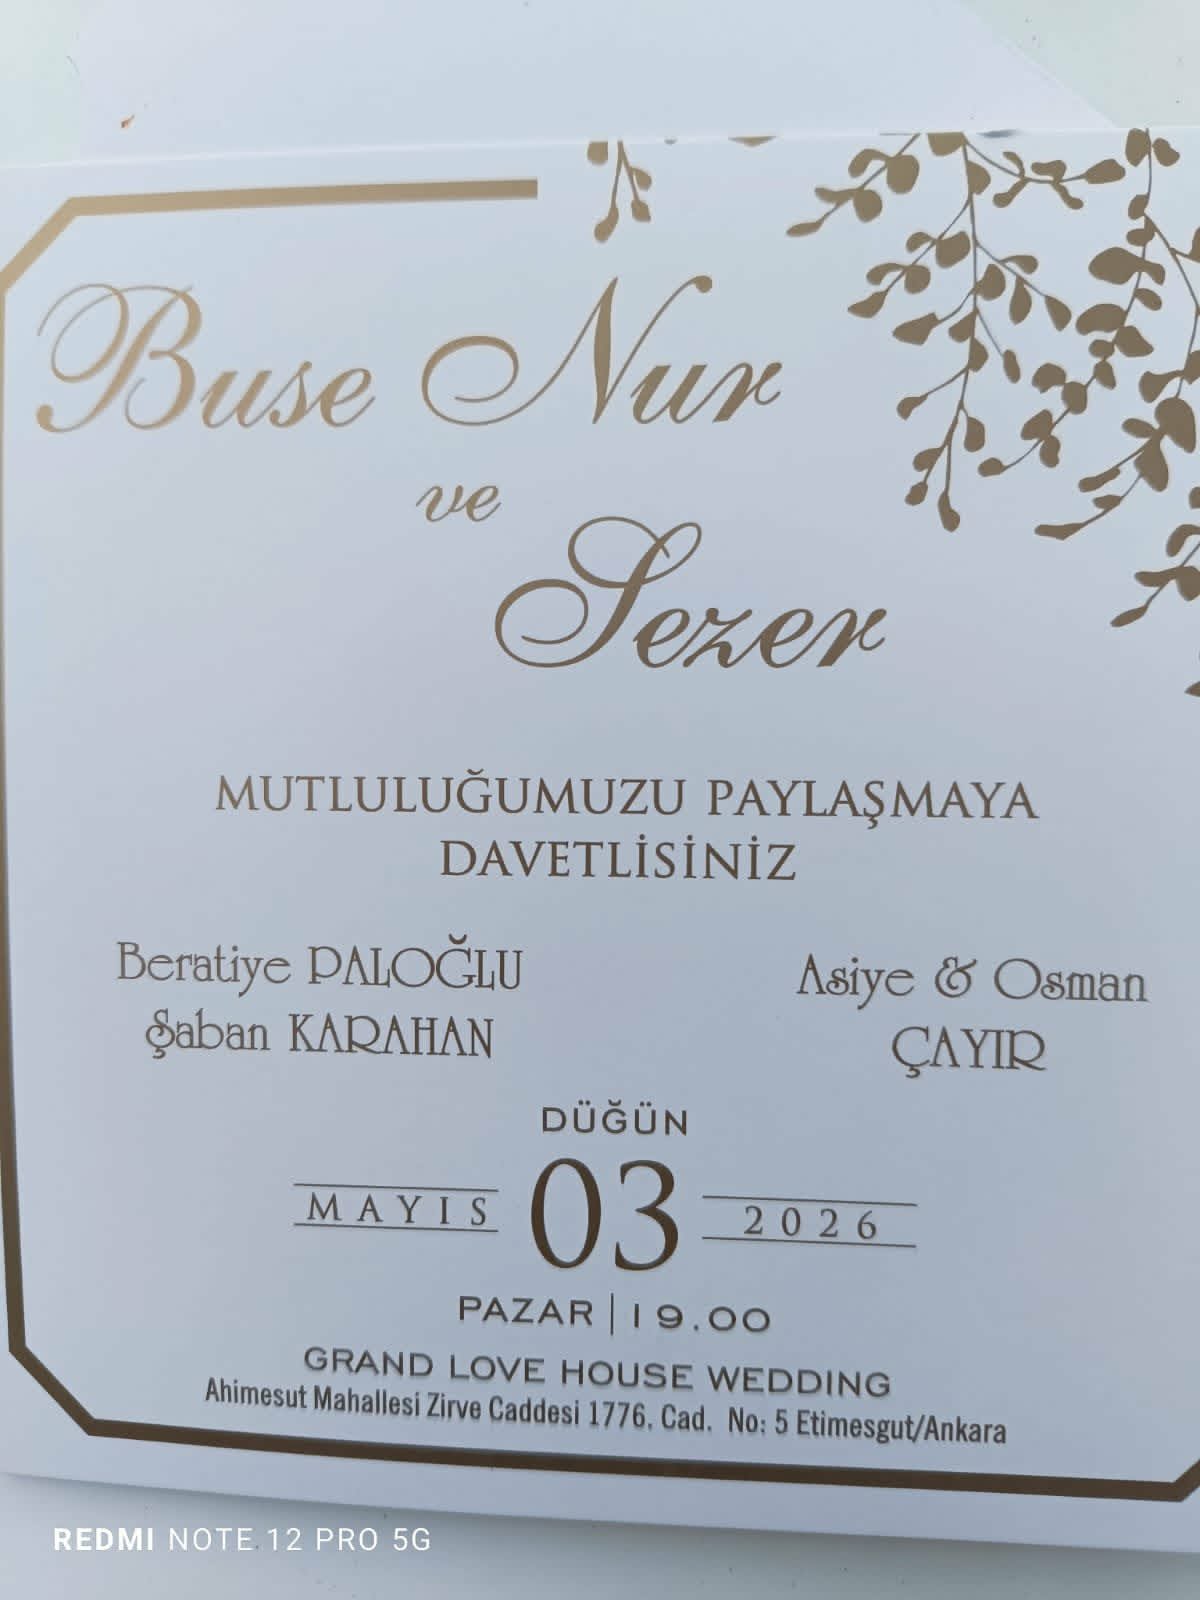 Buse Nur
ve
Sezer
MUTLULUĞUMUZU PAYLAŞMAYA
DAVETLİSİNİZ
Beratiye PALOĞLU
Şaban KARAHAN
Asiye & Osman
ÇAYIR
DÜĞÜN
MAYIS 03 2026
PAZAR | 19.00
GRAND LOVE HOUSE WEDDING
Ahimesut Mahallesi Zirve Caddesi 1776. Cad. No: 5 Etimesgut/Ankara
REDMI NOTE 12 PRO 5G